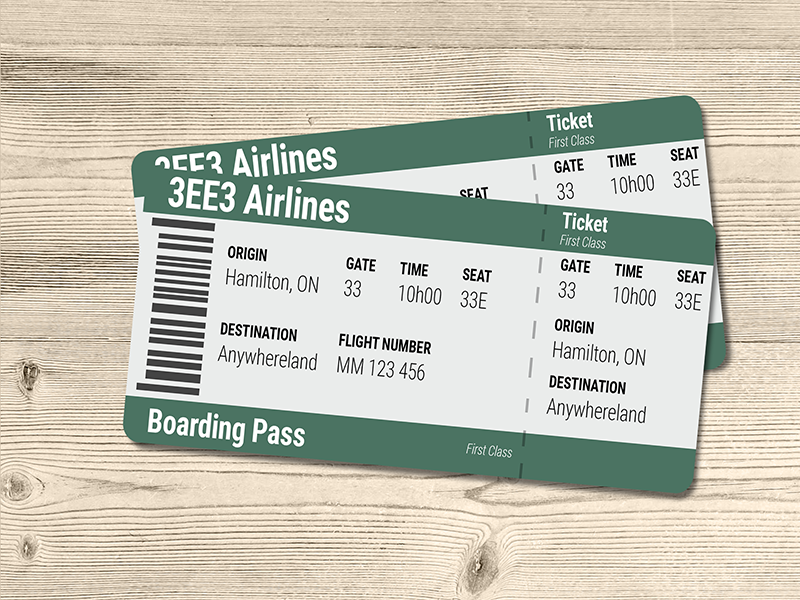 3EE3 Airlines
Ticket
First Class
GATE TIME SEAT
33 10h00 33E
SEAT
3EE3 Airlines
Ticket
First Class
ORIGIN GATE TIME SEAT
Hamilton, ON 33 10h00 33E
DESTINATION FLIGHT NUMBER
Anywhereland MM 123 456
GATE TIME SEAT
33 10h00 33E
ORIGIN
Hamilton, ON
DESTINATION
Anywhereland
Boarding Pass
First Class